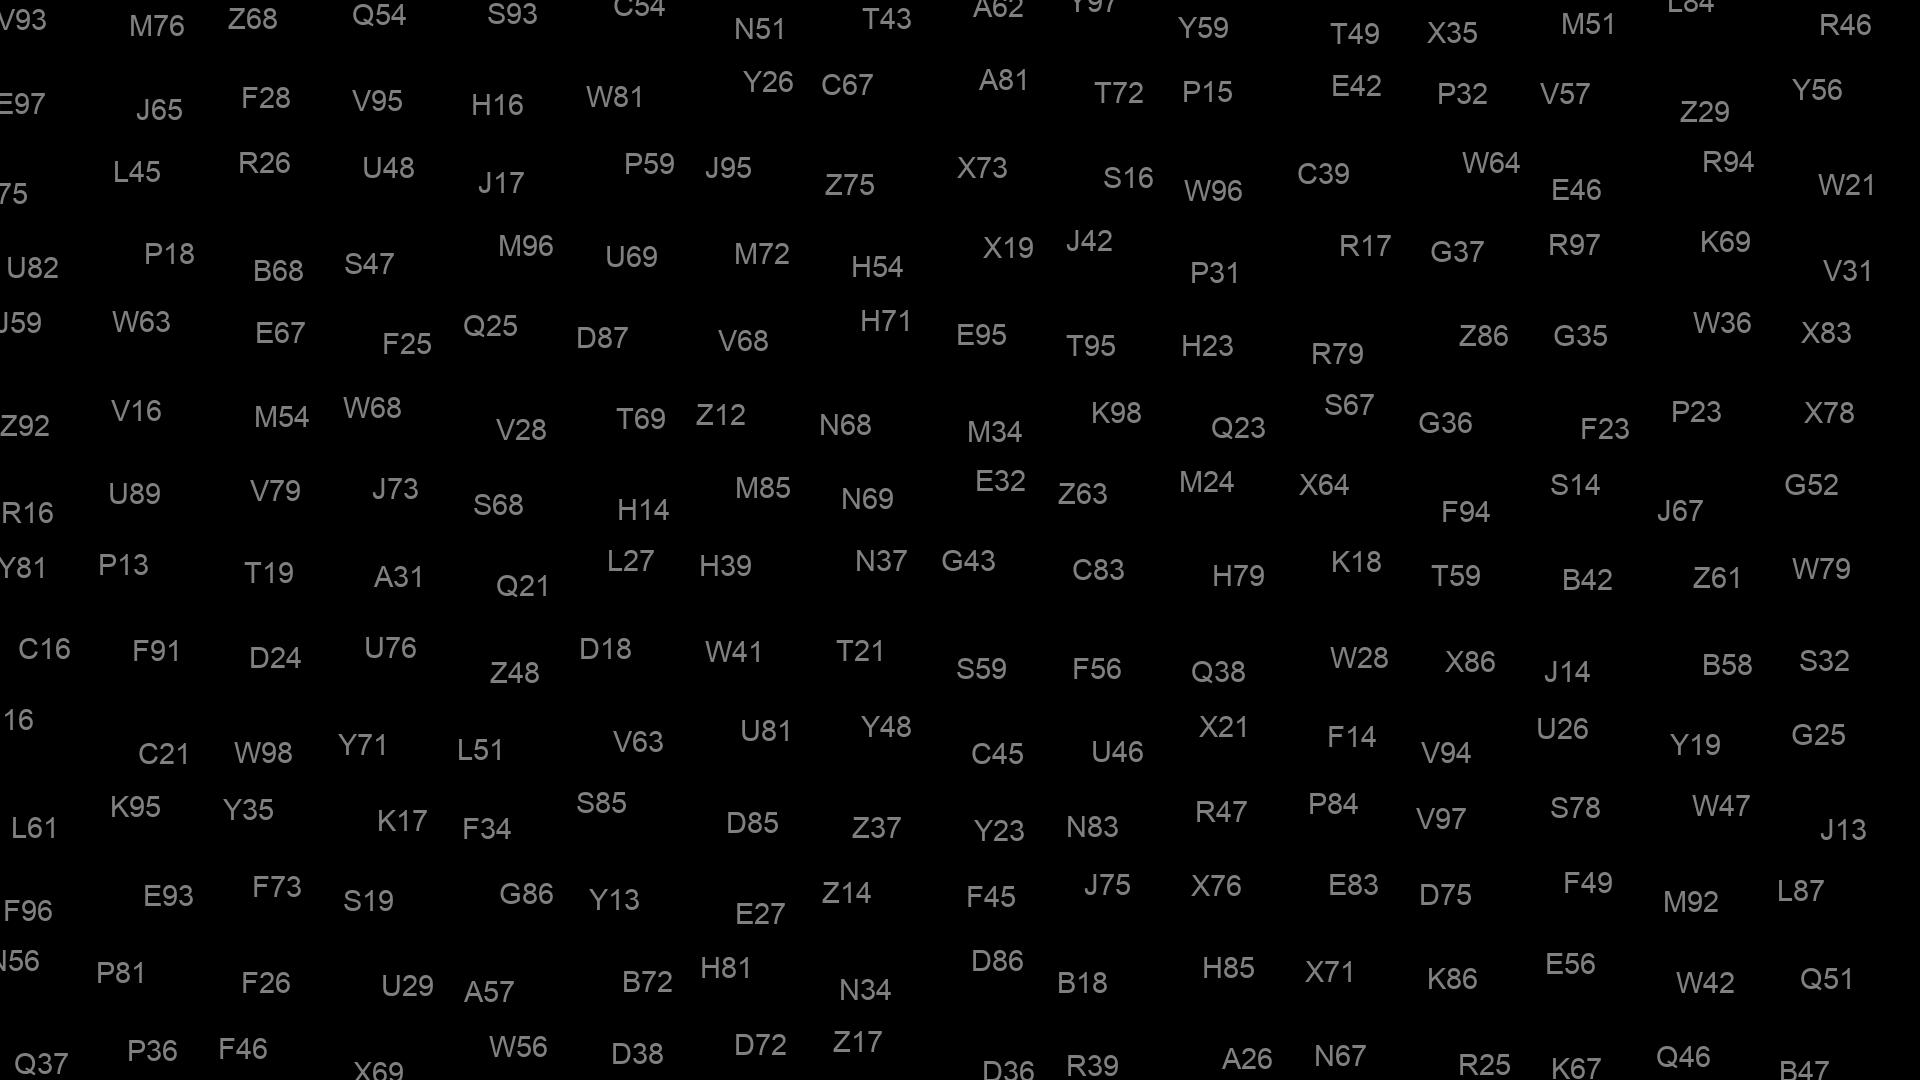 V93 M76 Z68 Q54 S93 C54 N51 T43 A62 Y97 Y59 T49 X35 M51 L84 R46
E97 J65 F28 V95 H16 W81 Y26 C67 A81 T72 P15 E42 P32 V57 Z29 Y56
75 L45 R26 U48 J17 P59 J95 Z75 X73 S16 W96 C39 W64 E46 R94 W21
U82 P18 B68 S47 M96 U69 M72 H54 X19 J42 P31 R17 G37 R97 K69 V31
J59 W63 E67 F25 Q25 D87 V68 H71 E95 T95 H23 R79 Z86 G35 W36 X83
Z92 V16 M54 W68 V28 T69 Z12 N68 M34 K98 Q23 S67 G36 F23 P23 X78
R16 U89 V79 J73 S68 H14 M85 N69 E32 Z63 M24 X64 F94 S14 J67 G52
Y81 P13 T19 A31 Q21 L27 H39 N37 G43 C83 H79 K18 T59 B42 Z61 W79
C16 F91 D24 U76 Z48 D18 W41 T21 S59 F56 Q38 W28 X86 J14 B58 S32
16 C21 W98 Y71 L51 V63 U81 Y48 C45 U46 X21 F14 V94 U26 Y19 G25
L61 K95 Y35 K17 F34 S85 D85 Z37 Y23 N83 R47 P84 V97 S78 W47 J13
F96 E93 F73 S19 G86 Y13 E27 Z14 F45 J75 X76 E83 D75 F49 M92 L87
N56 P81 F26 U29 A57 B72 H81 N34 D86 B18 H85 X71 K86 E56 W42 Q51
Q37 P36 F46 X69 W56 D38 D72 Z17 D36 R39 A26 N67 R25 K67 Q46 B47